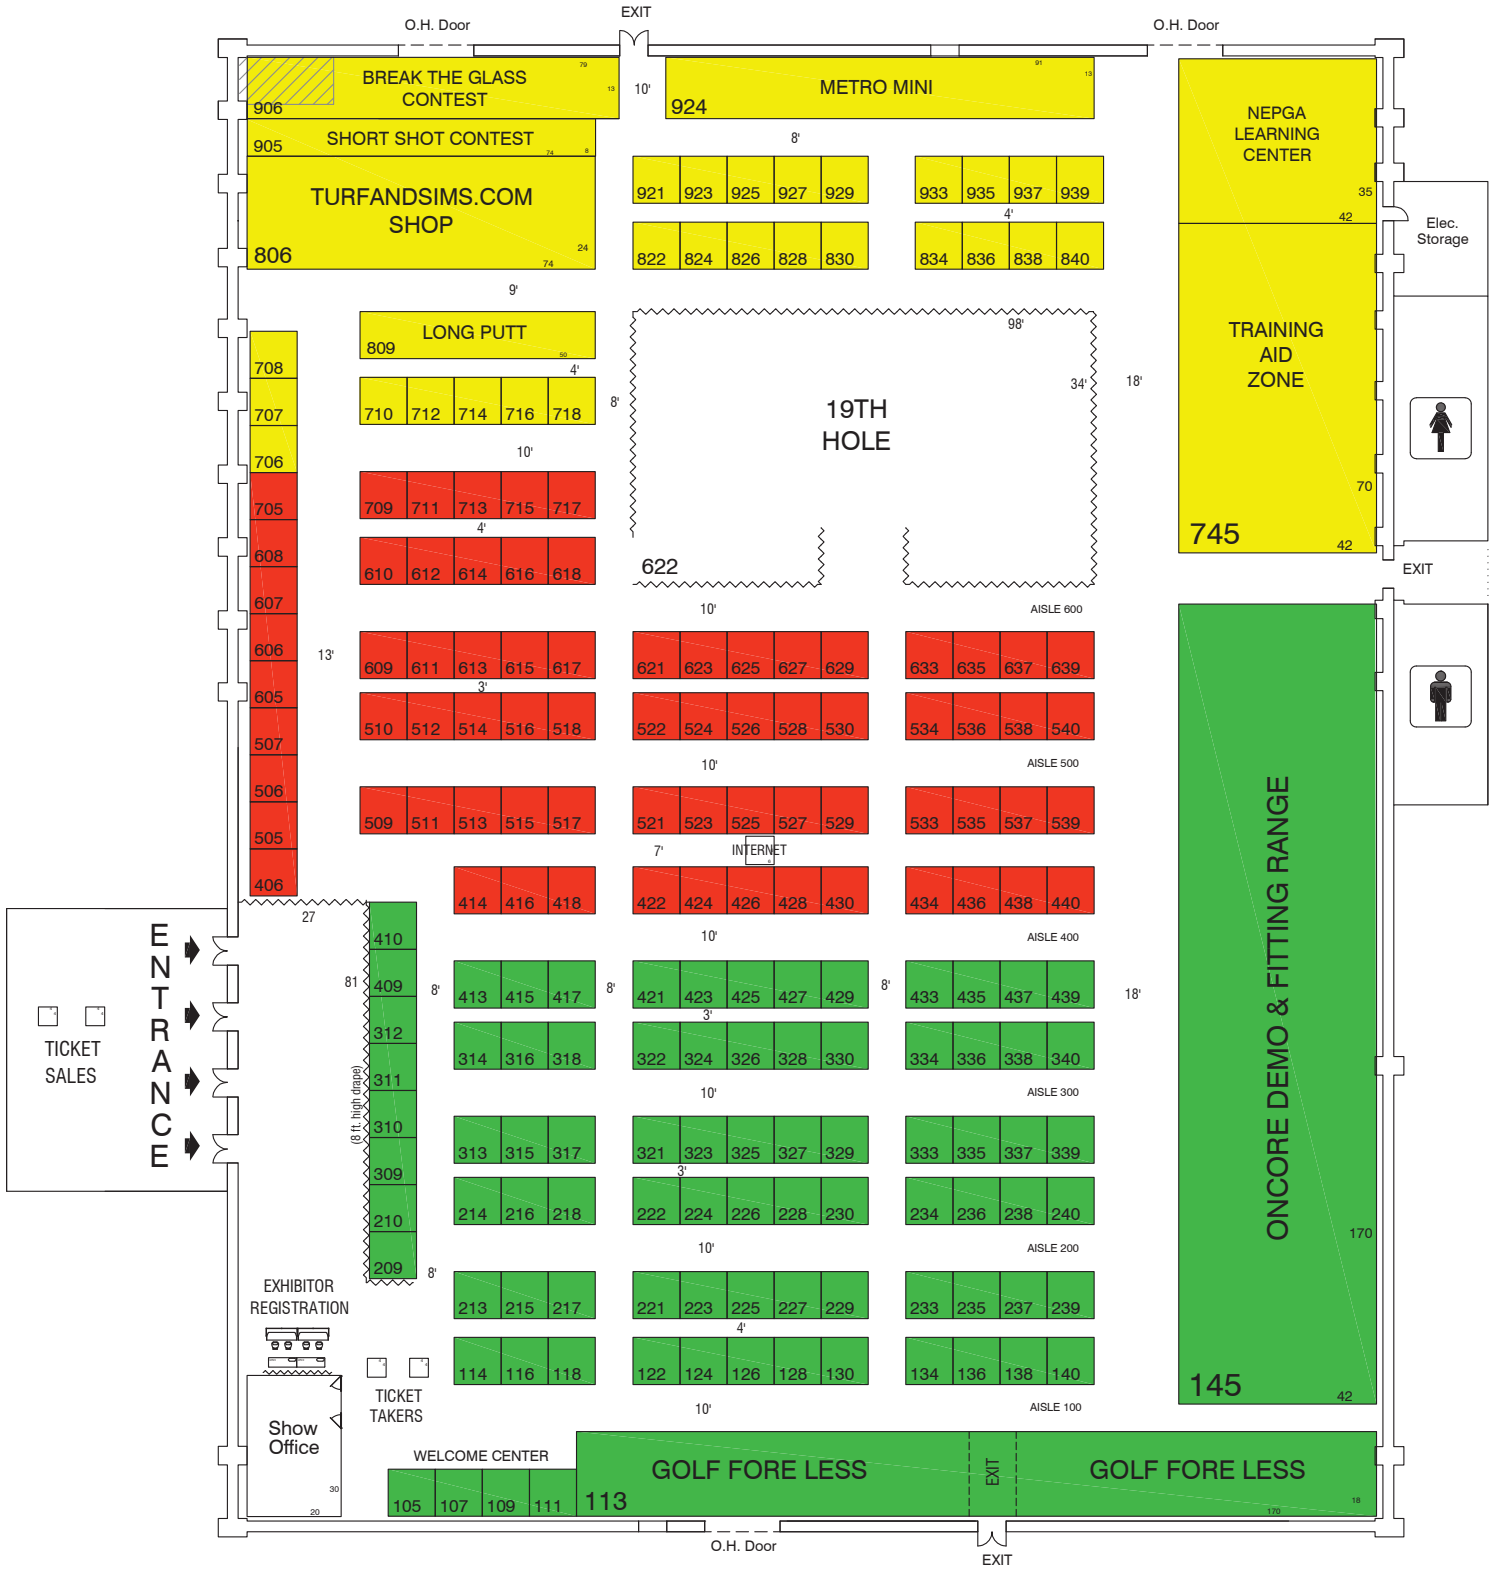 EXIT
O.H. Door
O.H. Door
BREAK THE GLASS
CONTEST
79
13
906
10'
METRO MINI
91
13
924
NEPGA
LEARNING
CENTER
35
42
SHORT SHOT CONTEST
905
74
8
8'
TURFANDSIMS.COM
SHOP
806
24
74
921 923 925 927 929
933 935 937 939
4'
822 824 826 828 830
834 836 838 840
Elec.
Storage
9'
LONG PUTT
809
50
4'
98'
34'
18'
19TH
HOLE
622
TRAINING
AID
ZONE
70
745
42
EXIT
708
707
706
705
608
607
606
605
507
506
505
406
710 712 714 716 718
8'
10'
709 711 713 715 717
4'
610 612 614 616 618
10'
AISLE 600
13'
609 611 613 615 617
621 623 625 627 629
633 635 637 639
3'
510 512 514 516 518
522 524 526 528 530
534 536 538 540
10'
AISLE 500
509 511 513 515 517
521 523 525 527 529
533 535 537 539
7'
INTERNET
414 416 418
422 424 426 428 430
434 436 438 440
27
10'
AISLE 400
ENTRANCE
TICKET
SALES
81
(8 ft. high drape)
410
409
312
311
310
309
210
209
8'
413 415 417
8'
421 423 425 427 429
8'
433 435 437 439
18'
3'
314 316 318
322 324 326 328 330
334 336 338 340
10'
AISLE 300
313 315 317
321 323 325 327 329
333 335 337 339
3'
214 216 218
222 224 226 228 230
234 236 238 240
10'
AISLE 200
8'
213 215 217
221 223 225 227 229
233 235 237 239
4'
114 116 118
122 124 126 128 130
134 136 138 140
10'
AISLE 100
ONCORE DEMO & FITTING RANGE
170
145
42
EXHIBITOR
REGISTRATION
TICKET
TAKERS
Show
Office
30
20
WELCOME CENTER
105 107 109 111
113
GOLF FORE LESS
EXIT
GOLF FORE LESS
18
170
O.H. Door
EXIT